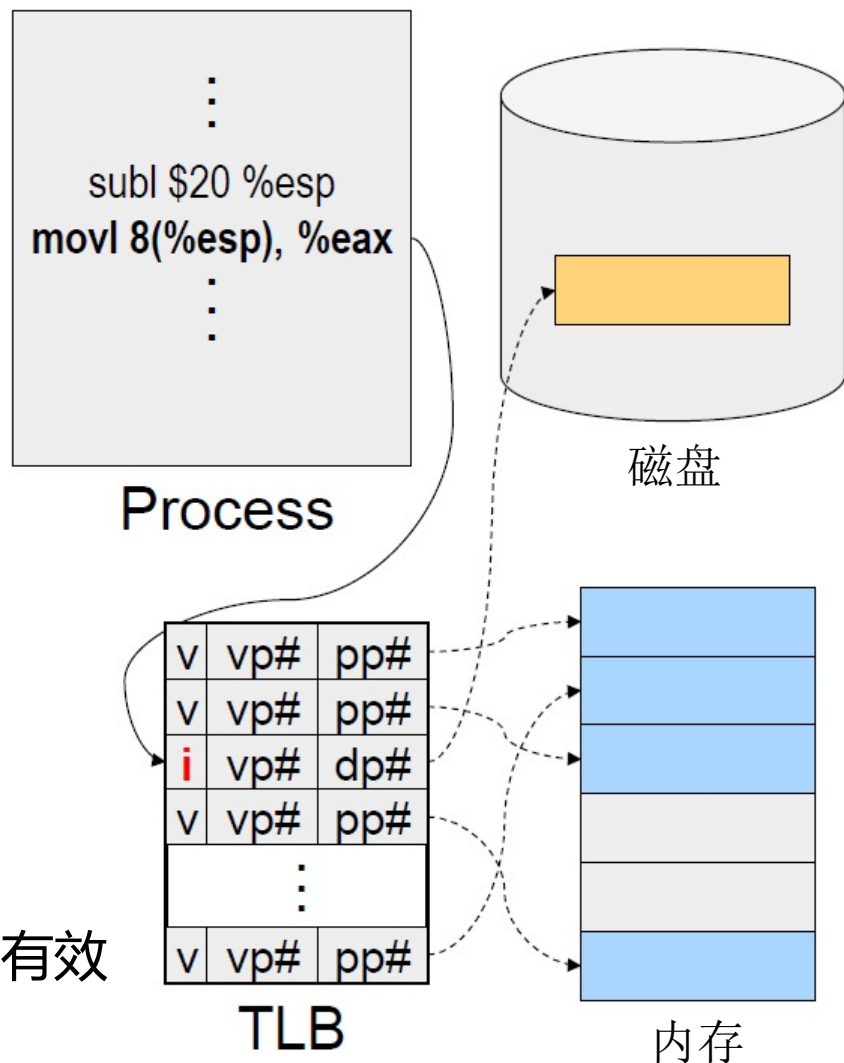 ⋮
subl $20 %esp
movl 8(%esp), %eax
⋮
Process
磁盘
v vp# pp#
v vp# pp#
i vp# dp#
v vp# pp#
⋮
v vp# pp#
有效
TLB
内存